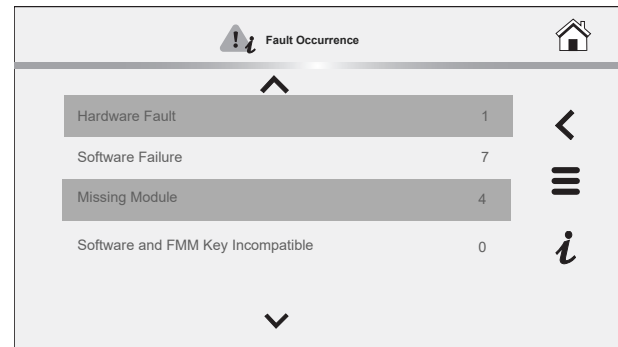 Fault Occurrence
Hardware Fault 1
Software Failure 7
Missing Module 4
Software and FMM Key Incompatible 0